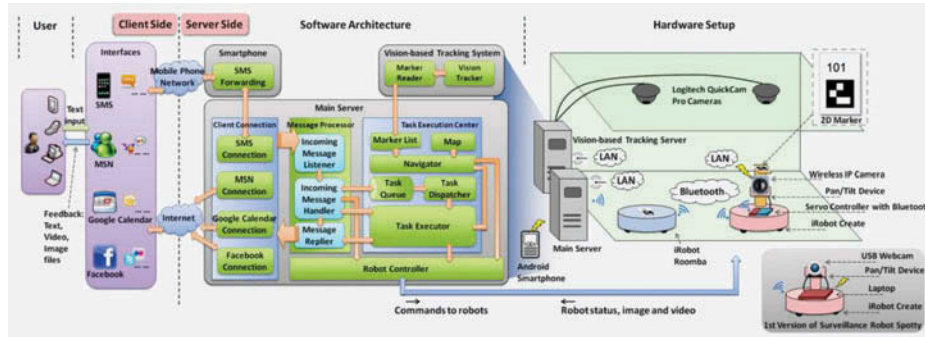 User
Client Side
Server Side
Software Architecture
Hardware Setup
Interfaces
SMS
MSN
Google Calendar
Facebook
Text
input
Feedback:
Text,
Video,
Image
files
Mobile Phone
Network
Internet
Smartphone
SMS
Forwarding
Vision-based Tracking System
Marker
Reader
Vision
Tracker
Main Server
Client Connection
SMS
Connection
MSN
Connection
Google Calendar
Connection
Facebook
Connection
Message Processor
Incoming
Message
Listener
Incoming
Message
Handler
Message
Replier
Task Execution Center
Marker List
Map
Navigator
Task
Queue
Task
Dispatcher
Task Executor
Robot Controller
Commands to robots
Robot status, image and video
Logitech QuickCam
Pro Cameras
101
2D Marker
Vision-based Tracking Server
LAN
LAN
LAN
Bluetooth
Main Server
Android
Smartphone
iRobot
Roomba
Wireless IP Camera
Pan/Tilt Device
Servo Controller with Bluetoot
iRobot Create
USB Webcam
Pan/Tilt Device
Laptop
iRobot Create
1st Version of Surveillance Robot Spotty